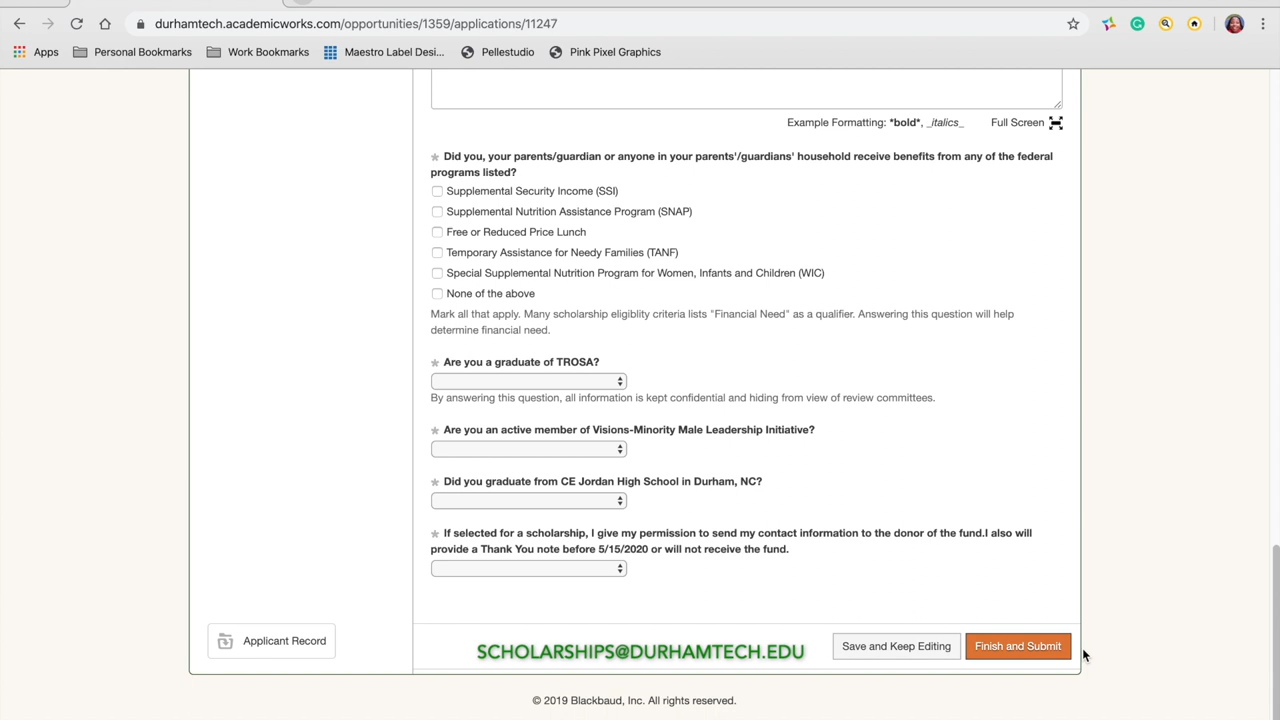 durhamtech.academicworks.com/opportunities/1359/applications/11247
Apps Personal Bookmarks Work Bookmarks Maestro Label Desi... Pellestudio Pink Pixel Graphics
Example Formatting: *bold*, _italics_ Full Screen
* Did you, your parents/guardian or anyone in your parents'/guardians' household receive benefits from any of the federal
programs listed?
Supplemental Security Income (SSI)
Supplemental Nutrition Assistance Program (SNAP)
Free or Reduced Price Lunch
Temporary Assistance for Needy Families (TANF)
Special Supplemental Nutrition Program for Women, Infants and Children (WIC)
None of the above
Mark all that apply. Many scholarship eligiblity criteria lists "Financial Need" as a qualifier. Answering this question will help
determine financial need.
* Are you a graduate of TROSA?
By answering this question, all information is kept confidential and hiding from view of review committees.
* Are you an active member of Visions-Minority Male Leadership Initiative?
* Did you graduate from CE Jordan High School in Durham, NC?
* If selected for a scholarship, I give my permission to send my contact information to the donor of the fund.I also will
provide a Thank You note before 5/15/2020 or will not receive the fund.
Applicant Record
SCHOLARSHIPS@DURHAMTECH.EDU
Save and Keep Editing
Finish and Submit
© 2019 Blackbaud, Inc. All rights reserved.